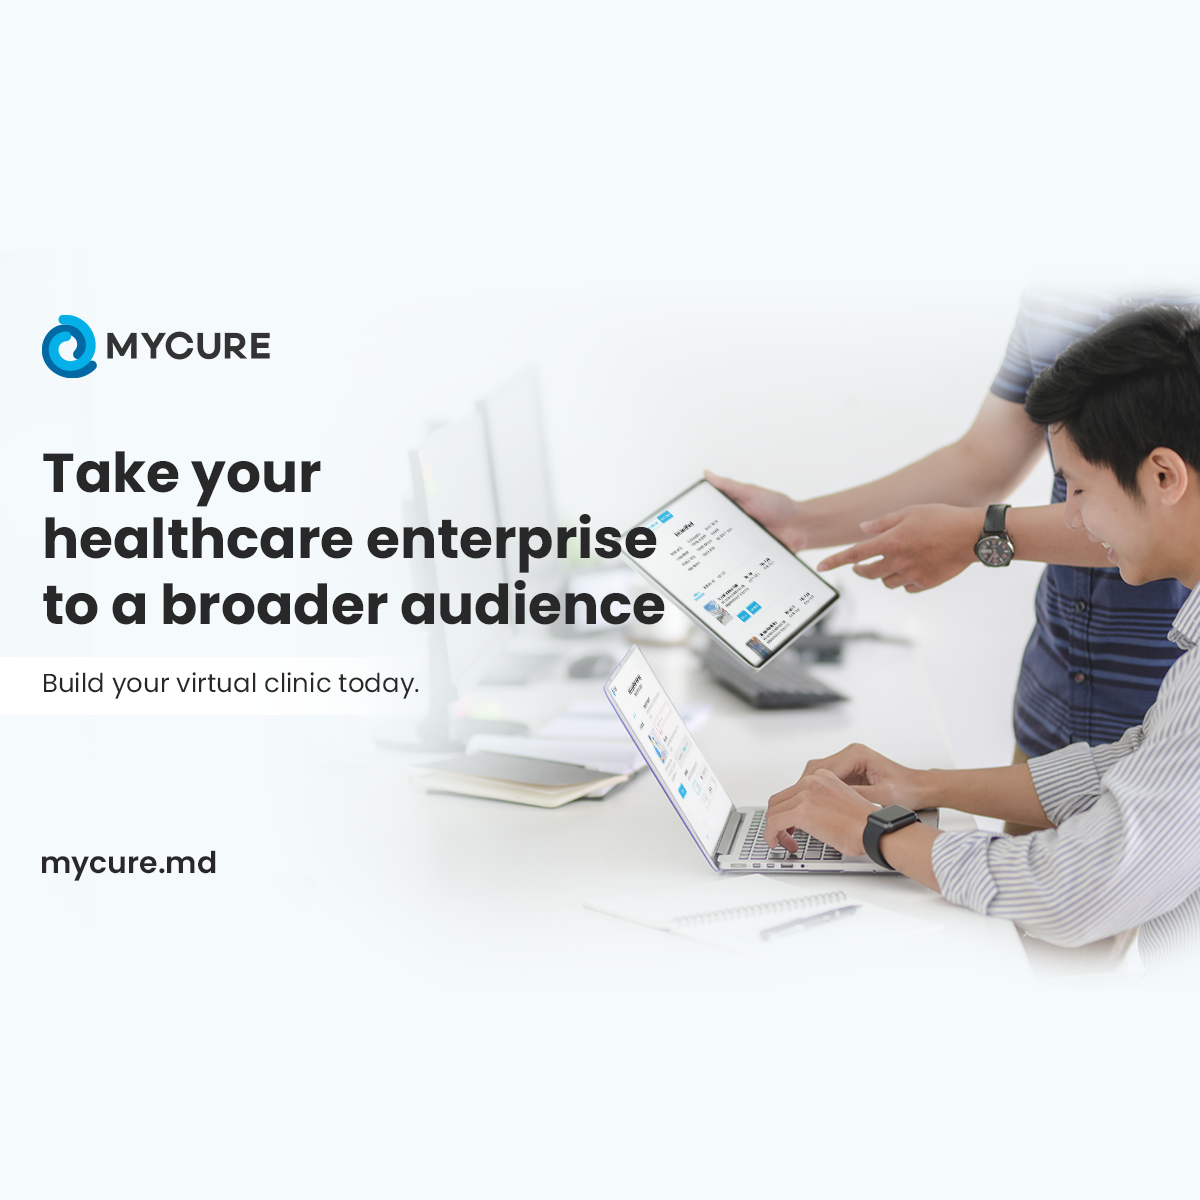 MYCURE
Take your
healthcare enterprise
to a broader audience
Build your virtual clinic today.
mycure.md